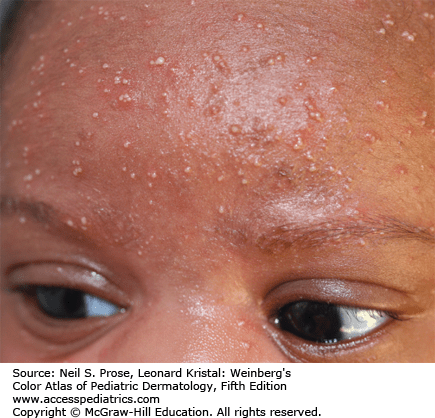 Source: Neil S. Prose, Leonard Kristal: Weinberg's
Color Atlas of Pediatric Dermatology, Fifth Edition
www.accesspediatrics.com
Copyright © McGraw-Hill Education. All rights reserved.